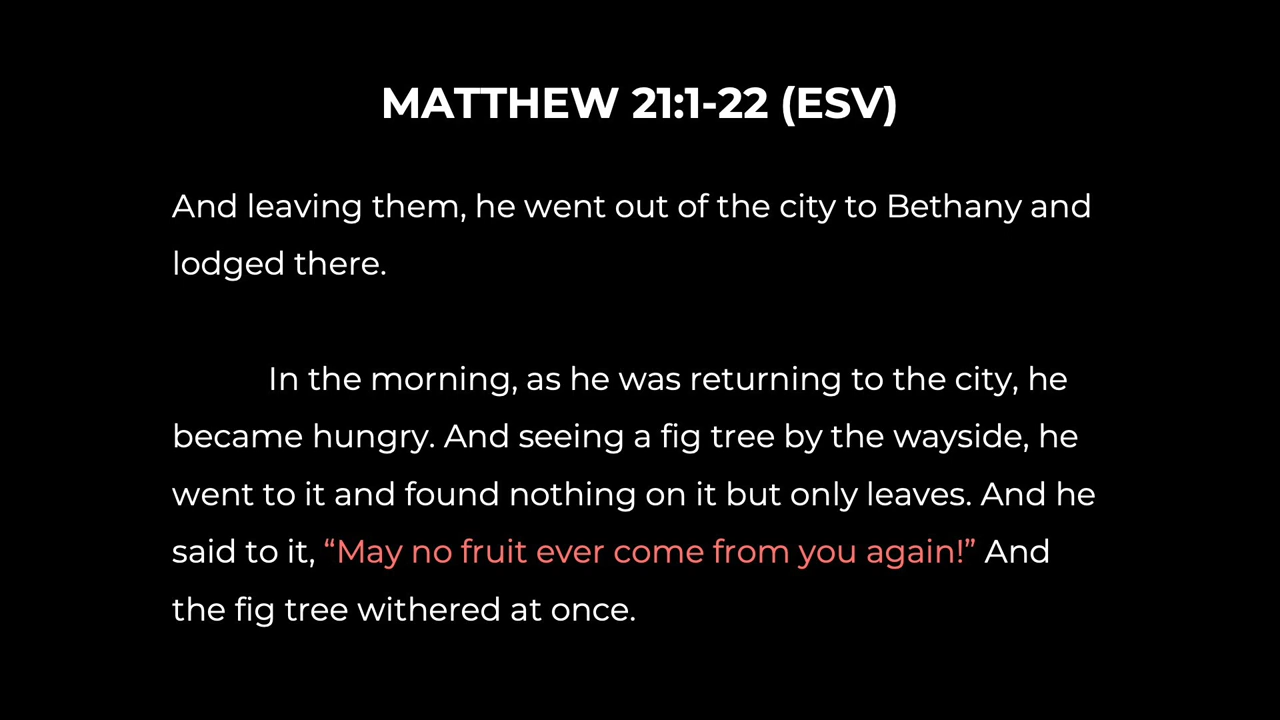 MATTHEW 21:1-22 (ESV)
And leaving them, he went out of the city to Bethany and
lodged there.
In the morning, as he was returning to the city, he
became hungry. And seeing a fig tree by the wayside, he
went to it and found nothing on it but only leaves. And he
said to it, “May no fruit ever come from you again!” And
the fig tree withered at once.